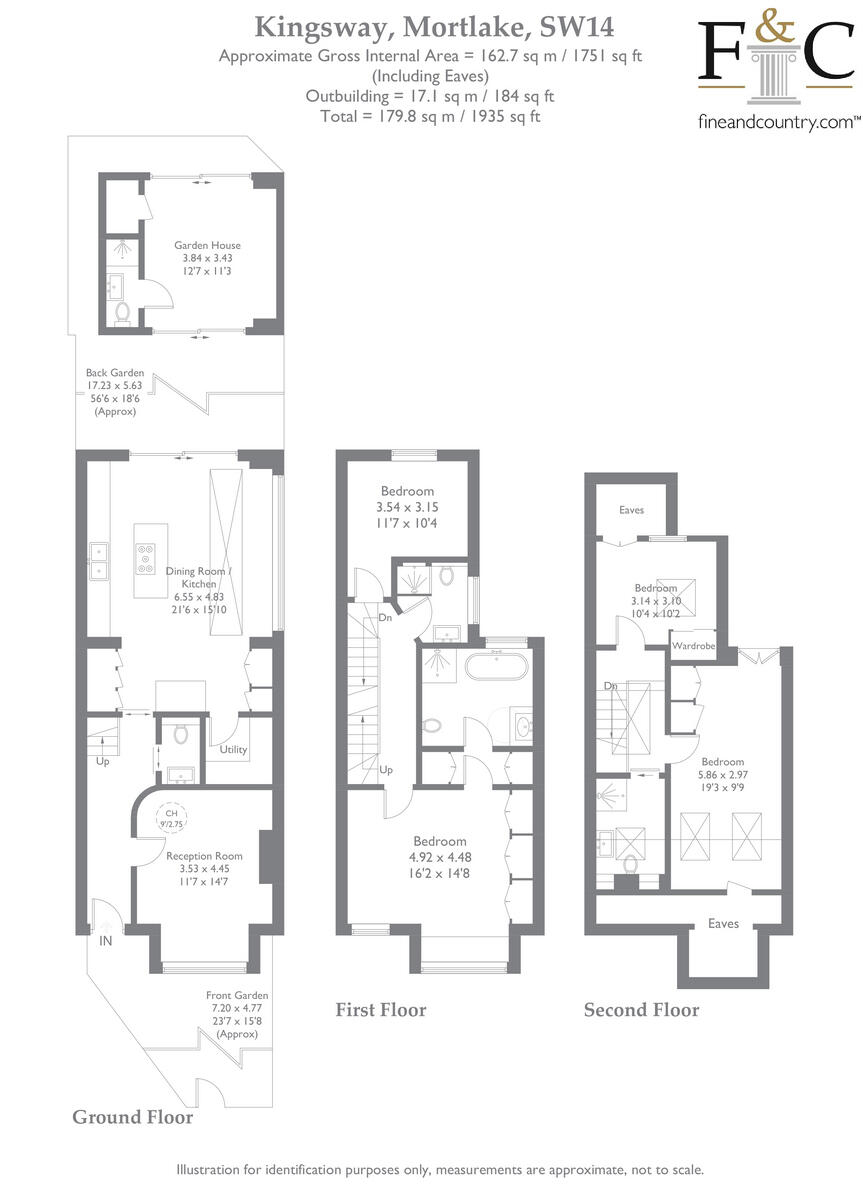 Kingsway, Mortlake, SW14
Approximate Gross Internal Area = 162.7 sq m / 1751 sq ft
(Including Eaves)
Outbuilding = 17.1 sq m / 184 sq ft
Total = 179.8 sq m / 1935 sq ft
F&C
fineandcountry.com™
Garden House
3.84 x 3.43
12'7 x 11'3
Back Garden
17.23 x 5.63
56'6 x 18'6
(Approx)
Dining Room /
Kitchen
6.55 x 4.83
21'6 x 15'10
Utility
Up
CH
9'/2.75
Reception Room
3.53 x 4.45
11'7 x 14'7
IN
Front Garden
7.20 x 4.77
23'7 x 15'8
(Approx)
Ground Floor
Bedroom
3.54 x 3.15
11'7 x 10'4
Dn
Up
Bedroom
4.92 x 4.48
16'2 x 14'8
First Floor
Eaves
Bedroom
3.14 x 3.10
10'4 x 10'2
Wardrobe
Dn
Bedroom
5.86 x 2.97
19'3 x 9'9
Eaves
Second Floor
Illustration for identification purposes only, measurements are approximate, not to scale.